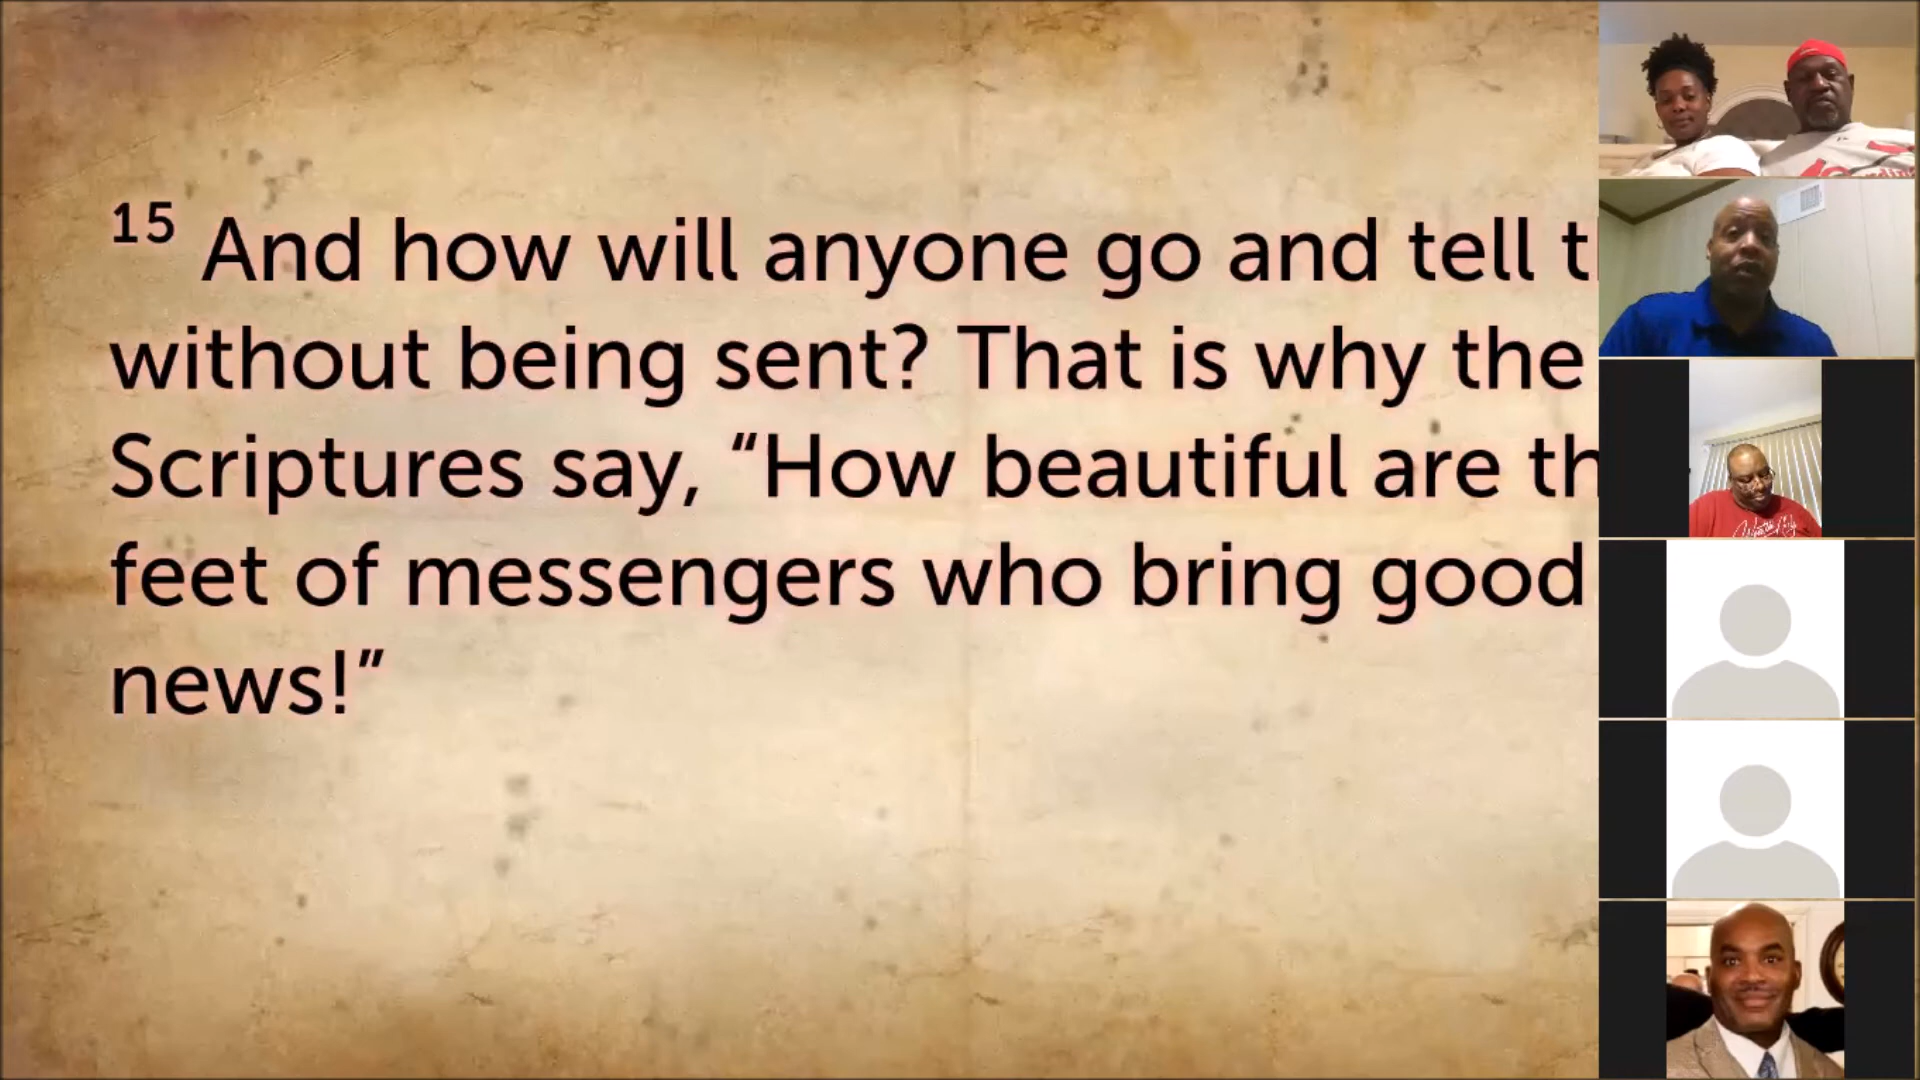 15 And how will anyone go and tell
without being sent? That is why the
Scriptures say, “How beautiful are
feet of messengers who bring good
news!”